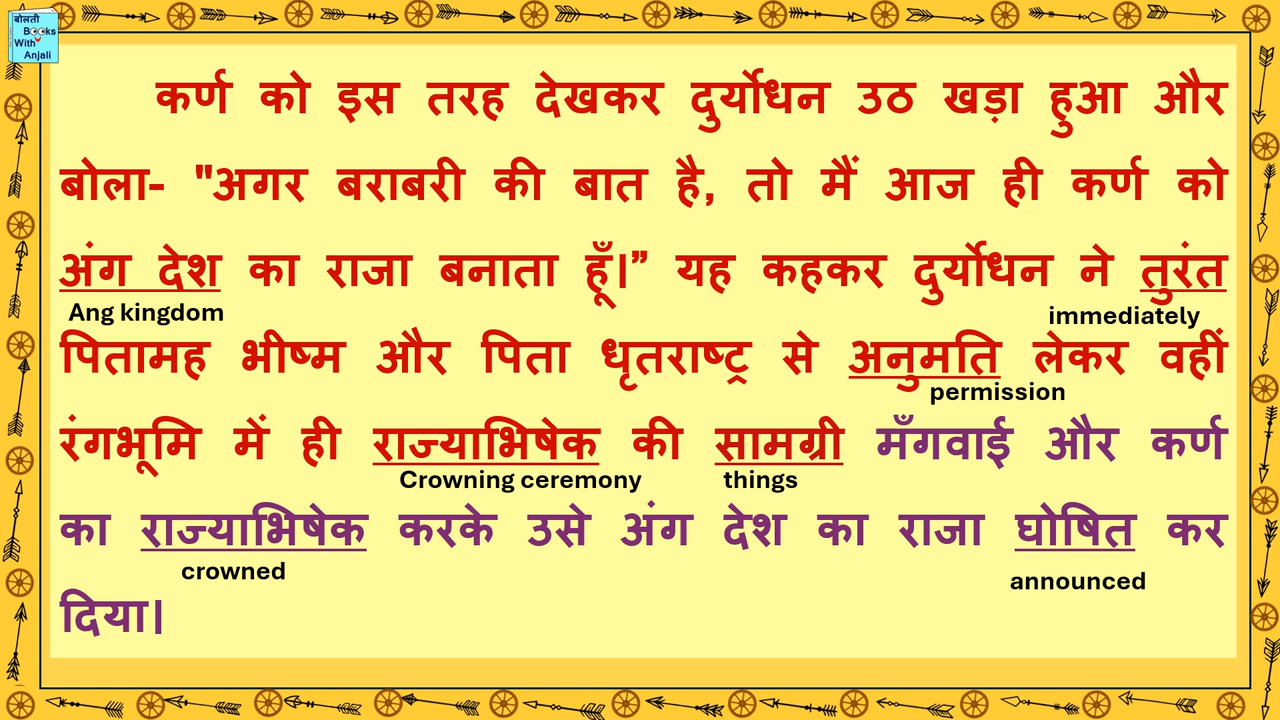 बोलती
Books
With
Anjali
कर्ण को इस तरह देखकर दुर्योधन उठ खड़ा हुआ और
बोला- "अगर बराबरी की बात है, तो मैं आज ही कर्ण को
अंग देश का राजा बनाता हूँ।” यह कहकर दुर्योधन ने तुरंत
Ang kingdom immediately
पितामह भीष्म और पिता धृतराष्ट्र से अनुमति लेकर वहीं
permission
रंगभूमि में ही राज्याभिषेक की सामग्री मँगवाई और कर्ण
Crowning ceremony things
का राज्याभिषेक करके उसे अंग देश का राजा घोषित कर
crowned announced
दिया।